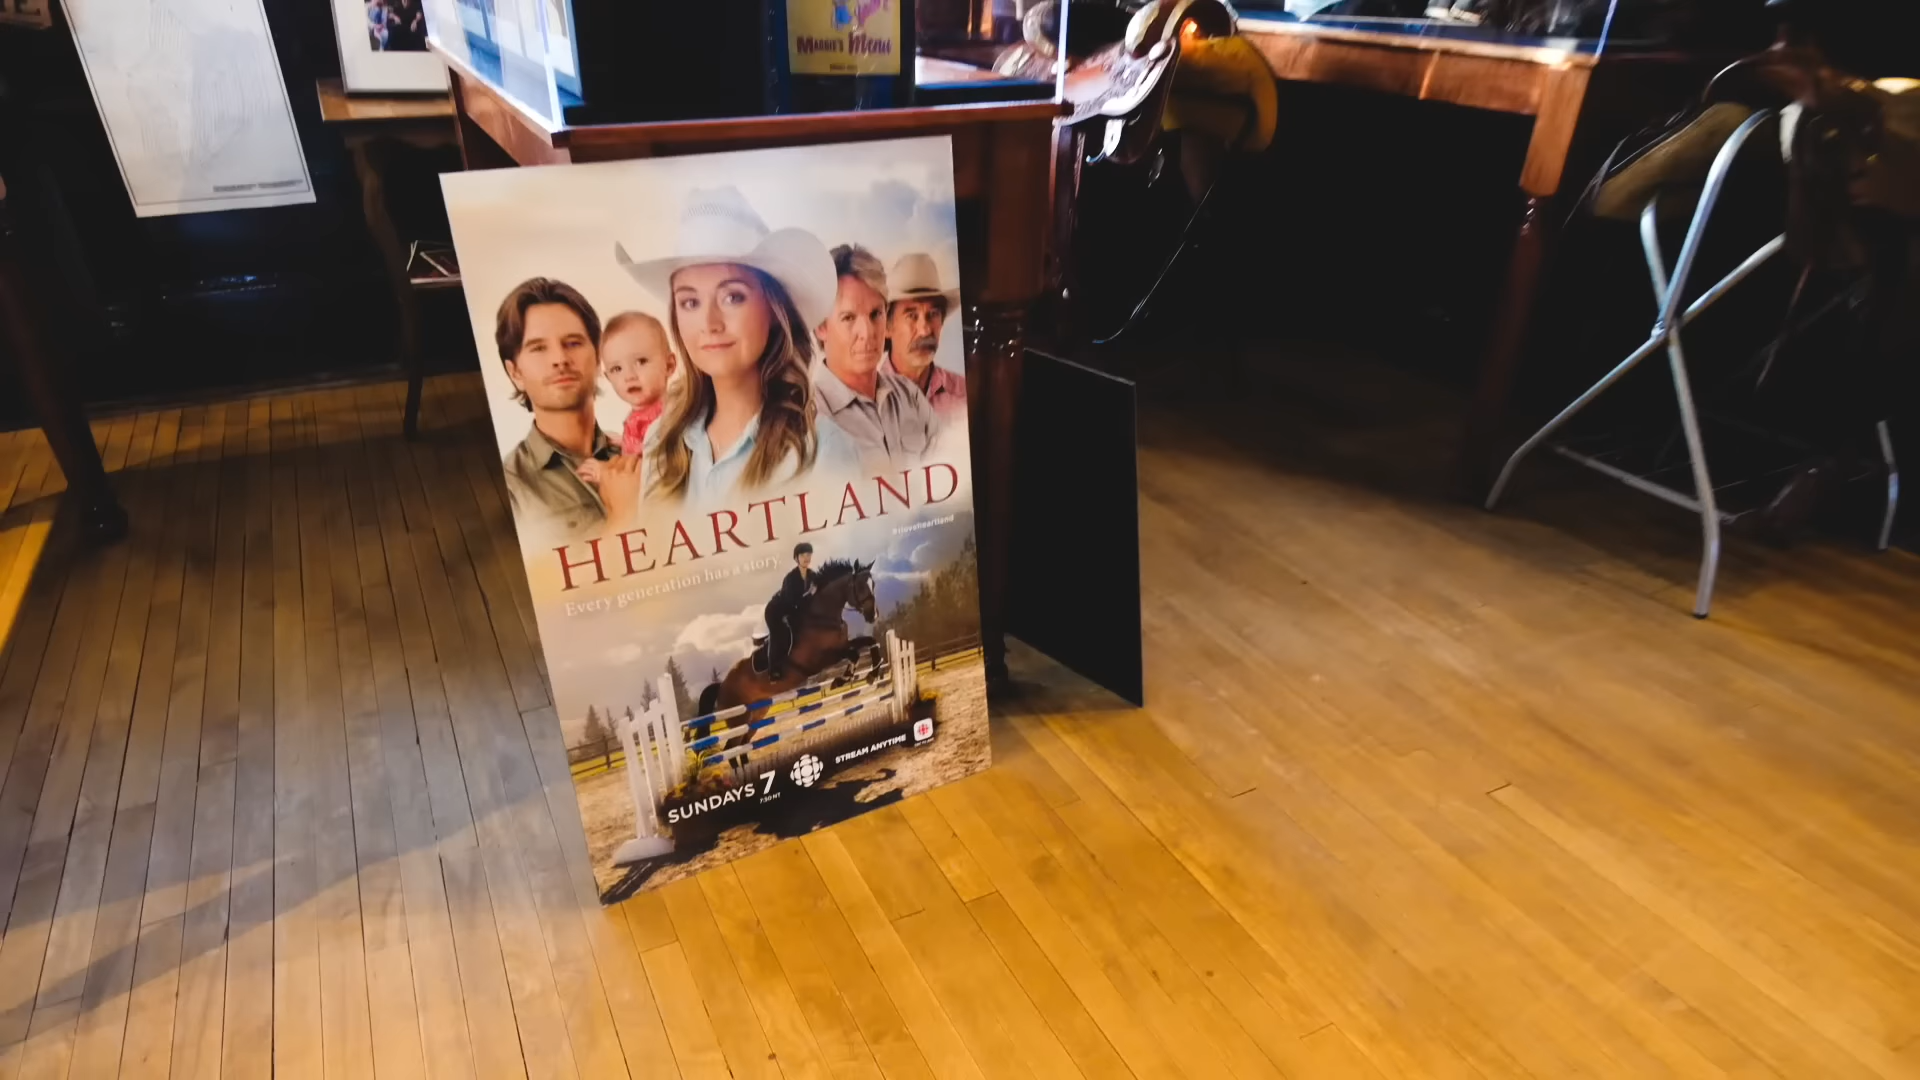 Maggie's Menu
HEARTLAND
#iloveheartland
Every generation has a story.
SUNDAYS 7
7:30 NT
STREAM ANYTIME